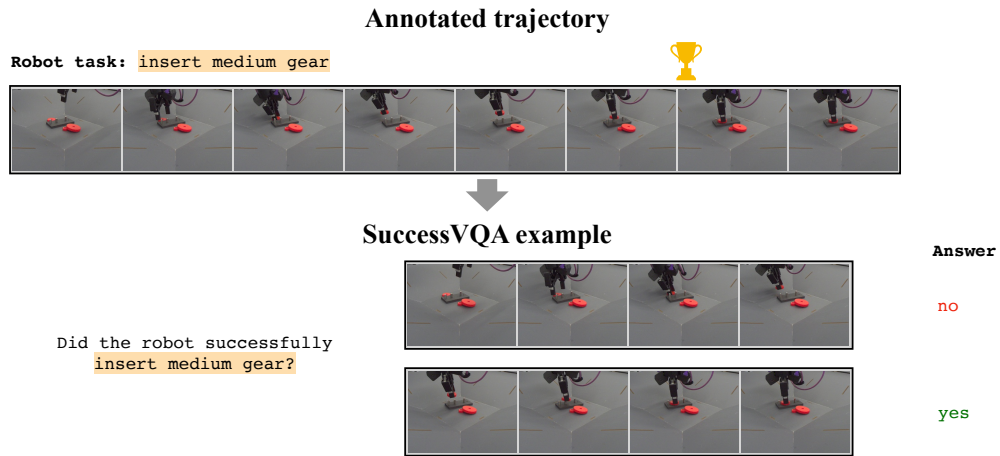 Annotated trajectory
Robot task: insert medium gear
SuccessVQA example
Answer
no
Did the robot successfully
insert medium gear?
yes